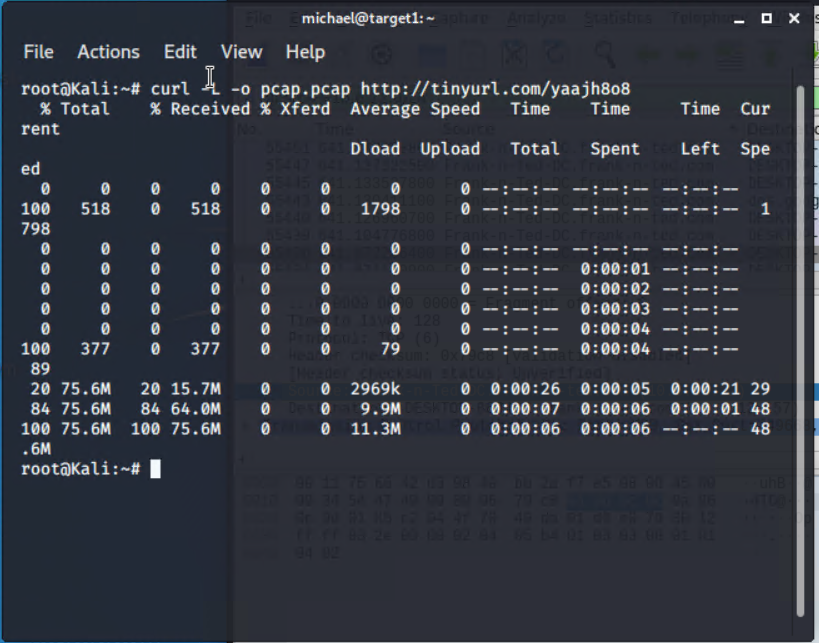 michael@target1: ~
File Actions Edit View Help
root@Kali:~# curl -L -o pcap.pcap http://tinyurl.com/yaajh8o8
% Total % Received % Xferd Average Speed Time Time Time Cur
rent
Dload Upload Total Spent Left Spe
ed
0 0 0 0 0 0 0 0 --:--:-- --:--:-- --:--:--
100 518 0 518 0 0 1798 0 --:--:-- --:--:-- --:--:-- 1
798
0 0 0 0 0 0 0 0 --:--:-- --:--:-- --:--:--
0 0 0 0 0 0 0 0 --:--:-- 0:00:01 --:--:--
0 0 0 0 0 0 0 0 --:--:-- 0:00:02 --:--:--
0 0 0 0 0 0 0 0 --:--:-- 0:00:03 --:--:--
0 0 0 0 0 0 0 0 --:--:-- 0:00:04 --:--:--
100 377 0 377 0 0 79 0 --:--:-- 0:00:04 --:--:--
89
20 75.6M 20 15.7M 0 0 2969k 0 0:00:26 0:00:05 0:00:21 29
84 75.6M 84 64.0M 0 0 9.9M 0 0:00:07 0:00:06 0:00:01 48
100 75.6M 100 75.6M 0 0 11.3M 0 0:00:06 0:00:06 --:--:-- 48
.6M
root@Kali:~#